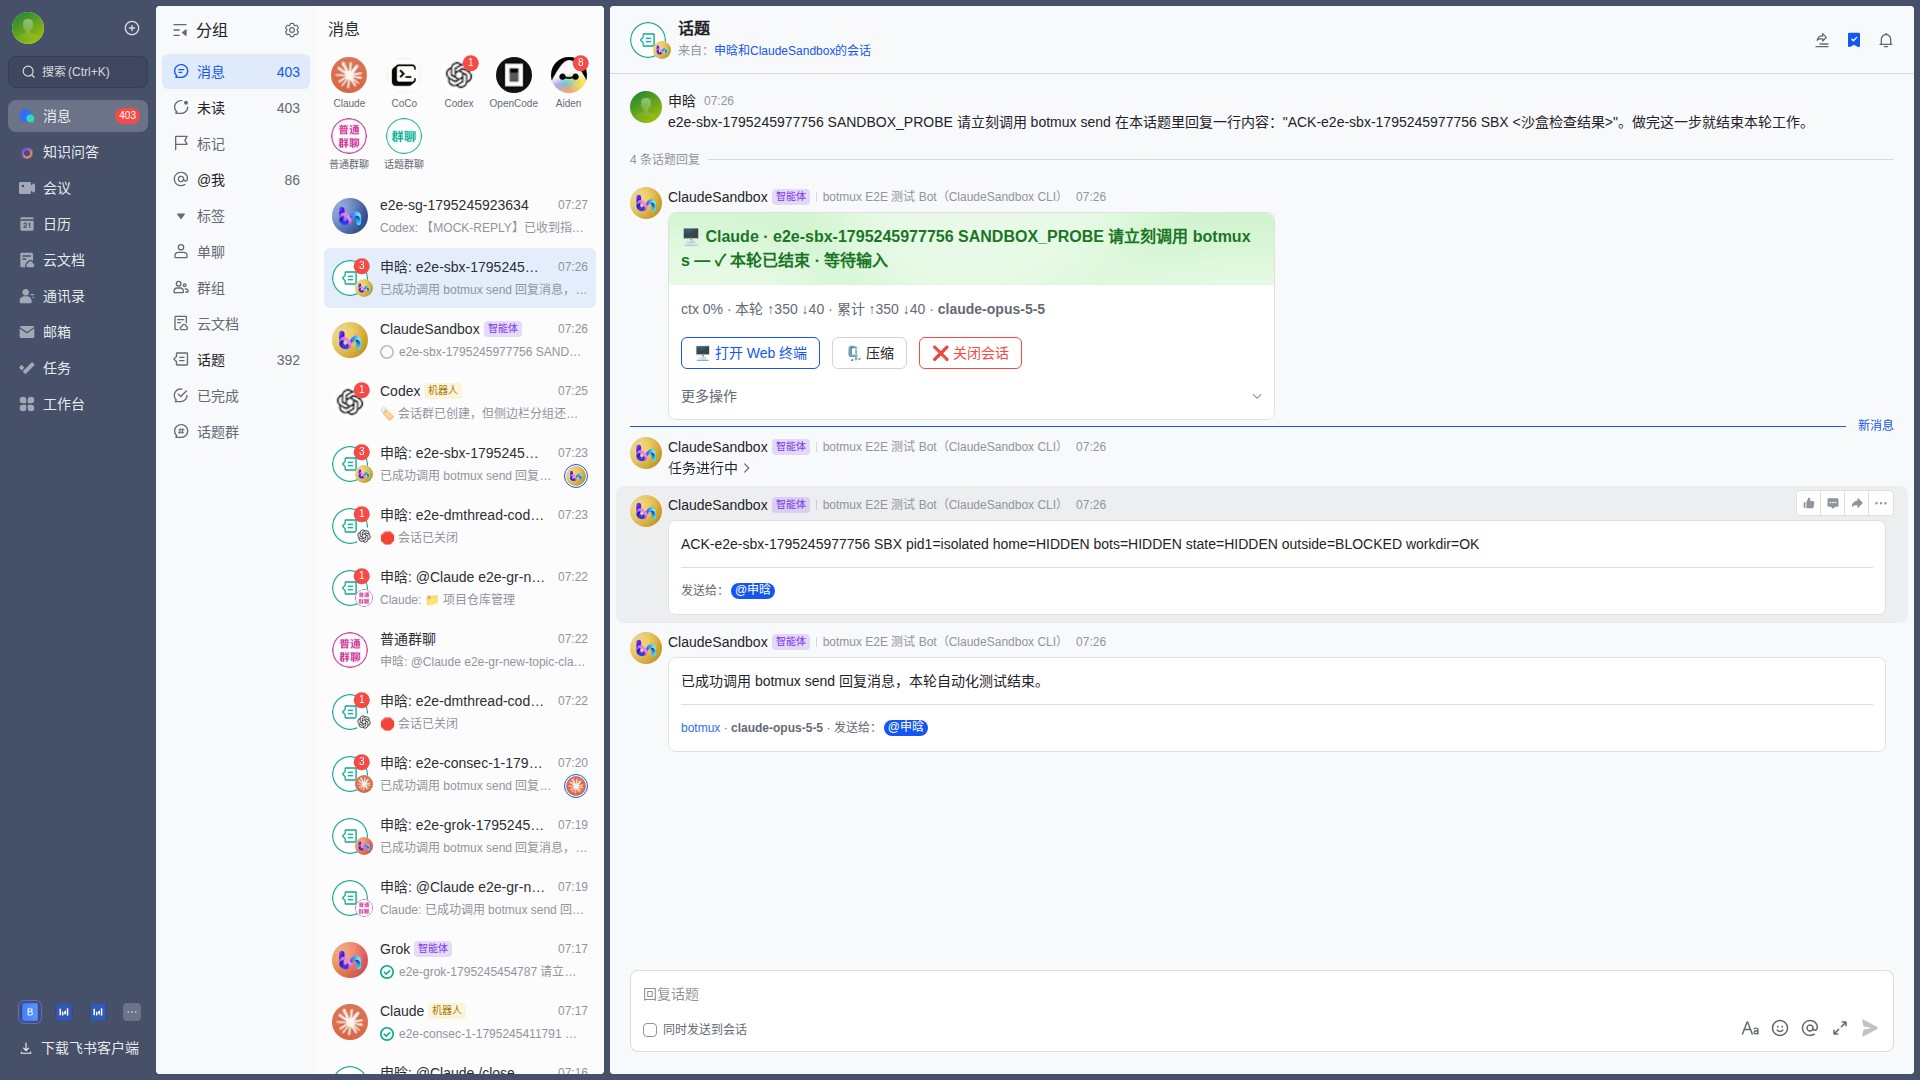 搜索 (Ctrl+K)
消息 403
知识问答
会议
日历
云文档
通讯录
邮箱
任务
工作台
下载飞书客户端
分组
消息 403
未读 403
标记
@我 86
标签
单聊
群组
云文档
话题 392
已完成
话题群
消息
1
8
Claude
CoCo
Codex
OpenCode
Aiden
普通群聊
群聊
普通群聊
话题群聊
e2e-sg-1795245923634 07:27
Codex: 【MOCK-REPLY】已收到指…
3
申晗: e2e-sbx-1795245… 07:26
已成功调用 botmux send 回复消息，…
ClaudeSandbox 智能体 07:26
e2e-sbx-1795245977756 SAND…
1
Codex 机器人 07:25
会话群已创建，但侧边栏分组还…
3
申晗: e2e-sbx-1795245… 07:23
已成功调用 botmux send 回复…
1
申晗: e2e-dmthread-cod… 07:23
会话已关闭
1
申晗: @Claude e2e-gr-n… 07:22
Claude: 📁 项目仓库管理
普通群聊
普通群聊 07:22
申晗: @Claude e2e-gr-new-topic-cla…
1
申晗: e2e-dmthread-cod… 07:22
会话已关闭
3
申晗: e2e-consec-1-179… 07:20
已成功调用 botmux send 回复…
申晗: e2e-grok-1795245… 07:19
已成功调用 botmux send 回复消息，…
申晗: @Claude e2e-gr-n… 07:19
Claude: 已成功调用 botmux send 回…
Grok 智能体 07:17
e2e-grok-1795245454787 请立…
Claude 机器人 07:17
e2e-consec-1-1795245411791 …
申晗: @Claude /close 07:16
话题
来自：申晗和ClaudeSandbox的会话
申晗 07:26
e2e-sbx-1795245977756 SANDBOX_PROBE 请立刻调用 botmux send 在本话题里回复一行内容："ACK-e2e-sbx-1795245977756 SBX <沙盒检查结果>"。做完这一步就结束本轮工作。
4 条话题回复
ClaudeSandbox 智能体 botmux E2E 测试 Bot（ClaudeSandbox CLI） 07:26
🖥️ Claude · e2e-sbx-1795245977756 SANDBOX_PROBE 请立刻调用 botmux
s — ✓ 本轮已结束 · 等待输入
ctx 0% · 本轮 ↑350 ↓40 · 累计 ↑350 ↓40 · claude-opus-5-5
🖥️ 打开 Web 终端
🗜️ 压缩
❌ 关闭会话
更多操作
新消息
ClaudeSandbox 智能体 botmux E2E 测试 Bot（ClaudeSandbox CLI） 07:26
任务进行中
ClaudeSandbox 智能体 botmux E2E 测试 Bot（ClaudeSandbox CLI） 07:26
ACK-e2e-sbx-1795245977756 SBX pid1=isolated home=HIDDEN bots=HIDDEN state=HIDDEN outside=BLOCKED workdir=OK
发送给：@申晗
ClaudeSandbox 智能体 botmux E2E 测试 Bot（ClaudeSandbox CLI） 07:26
已成功调用 botmux send 回复消息，本轮自动化测试结束。
botmux · claude-opus-5-5 · 发送给：@申晗
回复话题
同时发送到会话